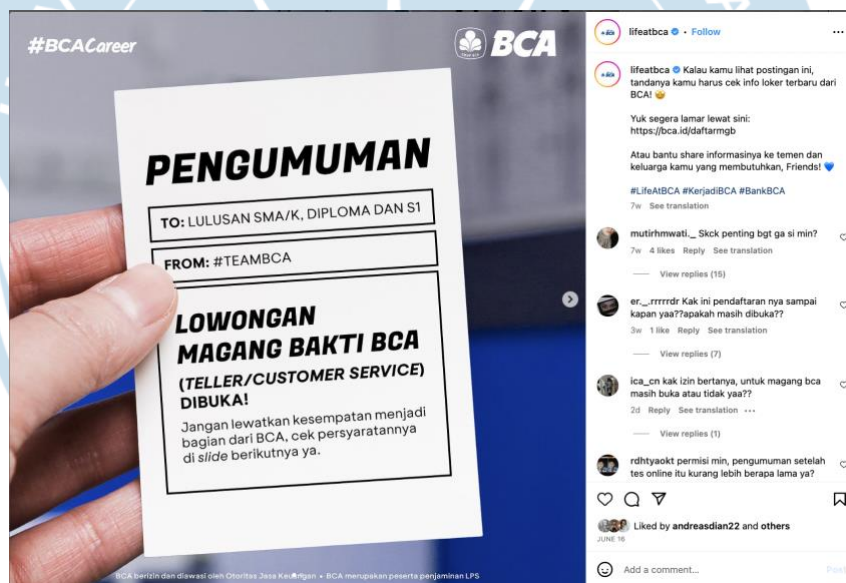 #BCACareer
BCA
PENGUMUMAN
TO: LULUSAN SMA/K, DIPLOMA DAN S1
FROM: #TEAMBCA
LOWONGAN
MAGANG BAKTI BCA
(TELLER/CUSTOMER SERVICE)
DIBUKA!
Jangan lewatkan kesempatan menjadi
bagian dari BCA, cek persyaratannya
di slide berikutnya ya.
BCA berizin dan diawasi oleh Otoritas Jasa Keuangan • BCA merupakan peserta penjaminan LPS
lifeatbca • Follow
lifeatbca Kalau kamu lihat postingan ini,
tandanya kamu harus cek info loker terbaru dari
BCA! 🤩
Yuk segera lamar lewat sini:
https://bca.id/daftarmgb
Atau bantu share informasinya ke temen dan
keluarga kamu yang membutuhkan, Friends! 💙
#LifeAtBCA #KerjadiBCA #BankBCA
7w See translation
mutirhmwati._ Skck penting bgt ga si min?
7w 4 likes Reply See translation
View replies (15)
er._.rrrrrdr Kak ini pendaftaran nya sampai
kapan yaa??apakah masih dibuka??
3w 1 like Reply See translation
View replies (7)
ica_cn kak izin bertanya, untuk magang bca
masih buka atau tidak yaa??
2d Reply See translation •••
View replies (1)
rdhtyaokt permisi min, pengumuman setelah
tes online itu kurang lebih berapa lama ya?
Liked by andreasdian22 and others
JUNE 16
Add a comment...
Post